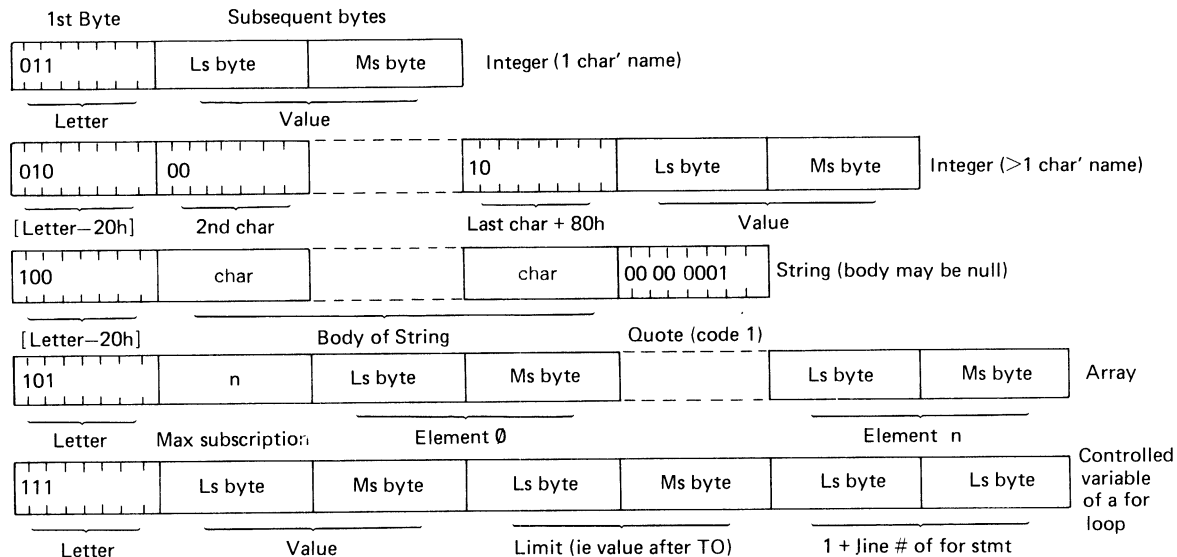 1st Byte Subsequent bytes
011 Ls byte Ms byte Integer (1 char' name)
Letter Value
010 00 10 Ls byte Ms byte Integer (>1 char' name)
[Letter–20h] 2nd char Last char + 80h Value
100 char char 00 00 0001 String (body may be null)
[Letter–20h] Body of String Quote (code 1)
101 n Ls byte Ms byte Ls byte Ms byte Array
Letter Max subscription Element Ø Element n
111 Ls byte Ms byte Ls byte Ms byte Ls byte Ls byte Controlled
variable
of a for
loop
Letter Value Limit (ie value after TO) 1 + line # of for stmt